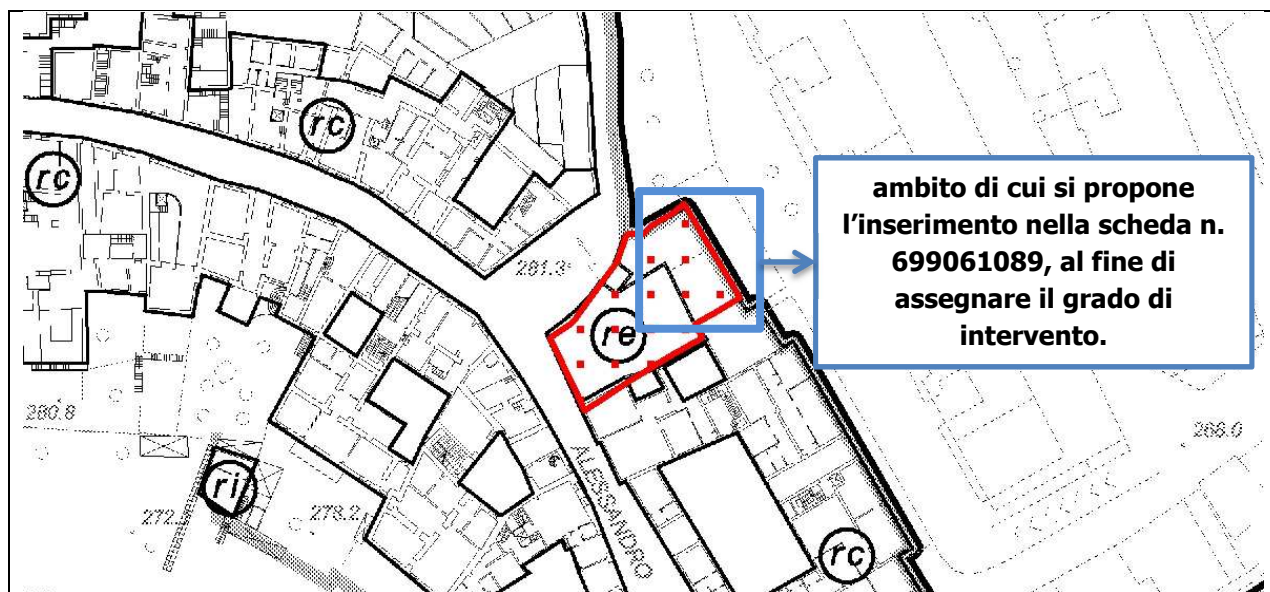 rc
rc
281.3
ambito di cui si propone
l'inserimento nella scheda n.
699061089, al fine di
assegnare il grado di
intervento.
re
280.8
268.0
ri
272
278.2
ALESSANDRO
rc